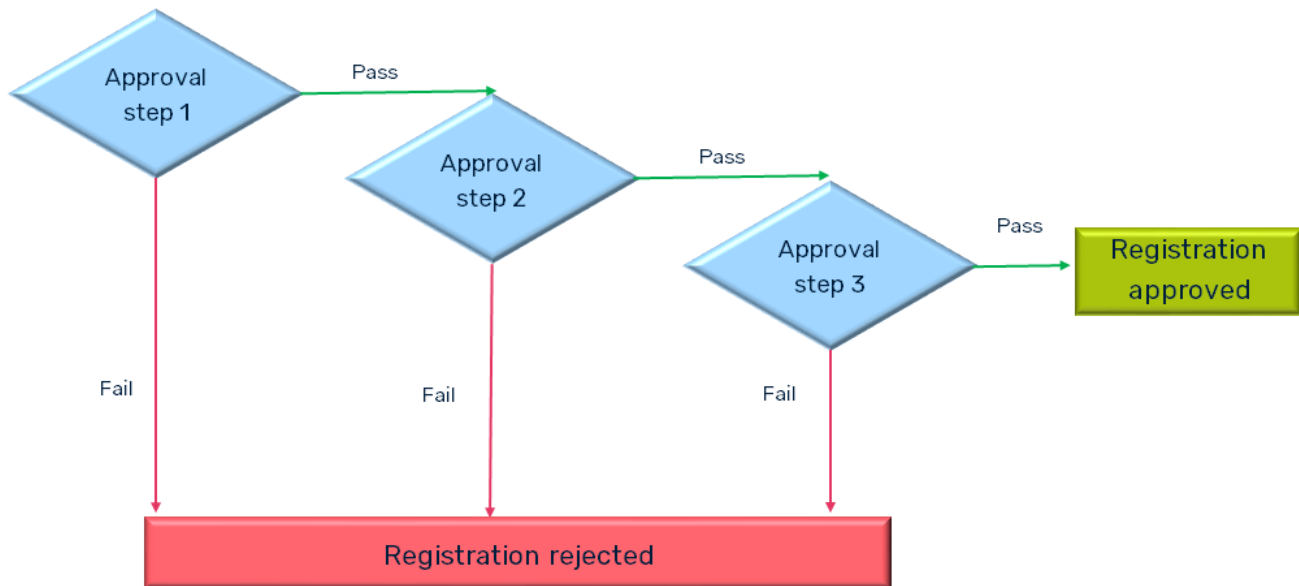 Approval
step 1
Pass
Approval
step 2
Pass
Approval
step 3
Pass
Registration
approved
Fail
Fail
Fail
Registration rejected